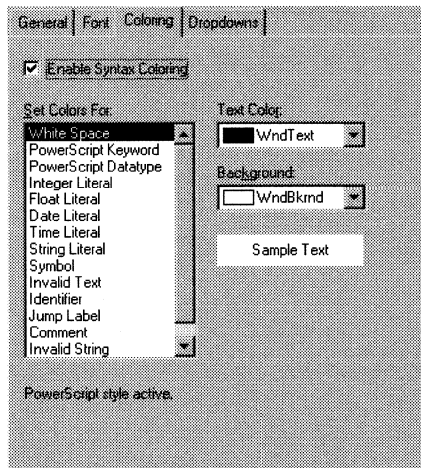 General Font Coloring Dropdowns
Enable Syntax Coloring
Set Colors For:
White Space
PowerScript Keyword
PowerScript Datatype
Integer Literal
Float Literal
Date Literal
Time Literal
String Literal
Symbol
Invalid Text
Identifier
Jump Label
Comment
Invalid String
Text Color:
WndText
Background:
WndBkrnd
Sample Text
PowerScript style active.